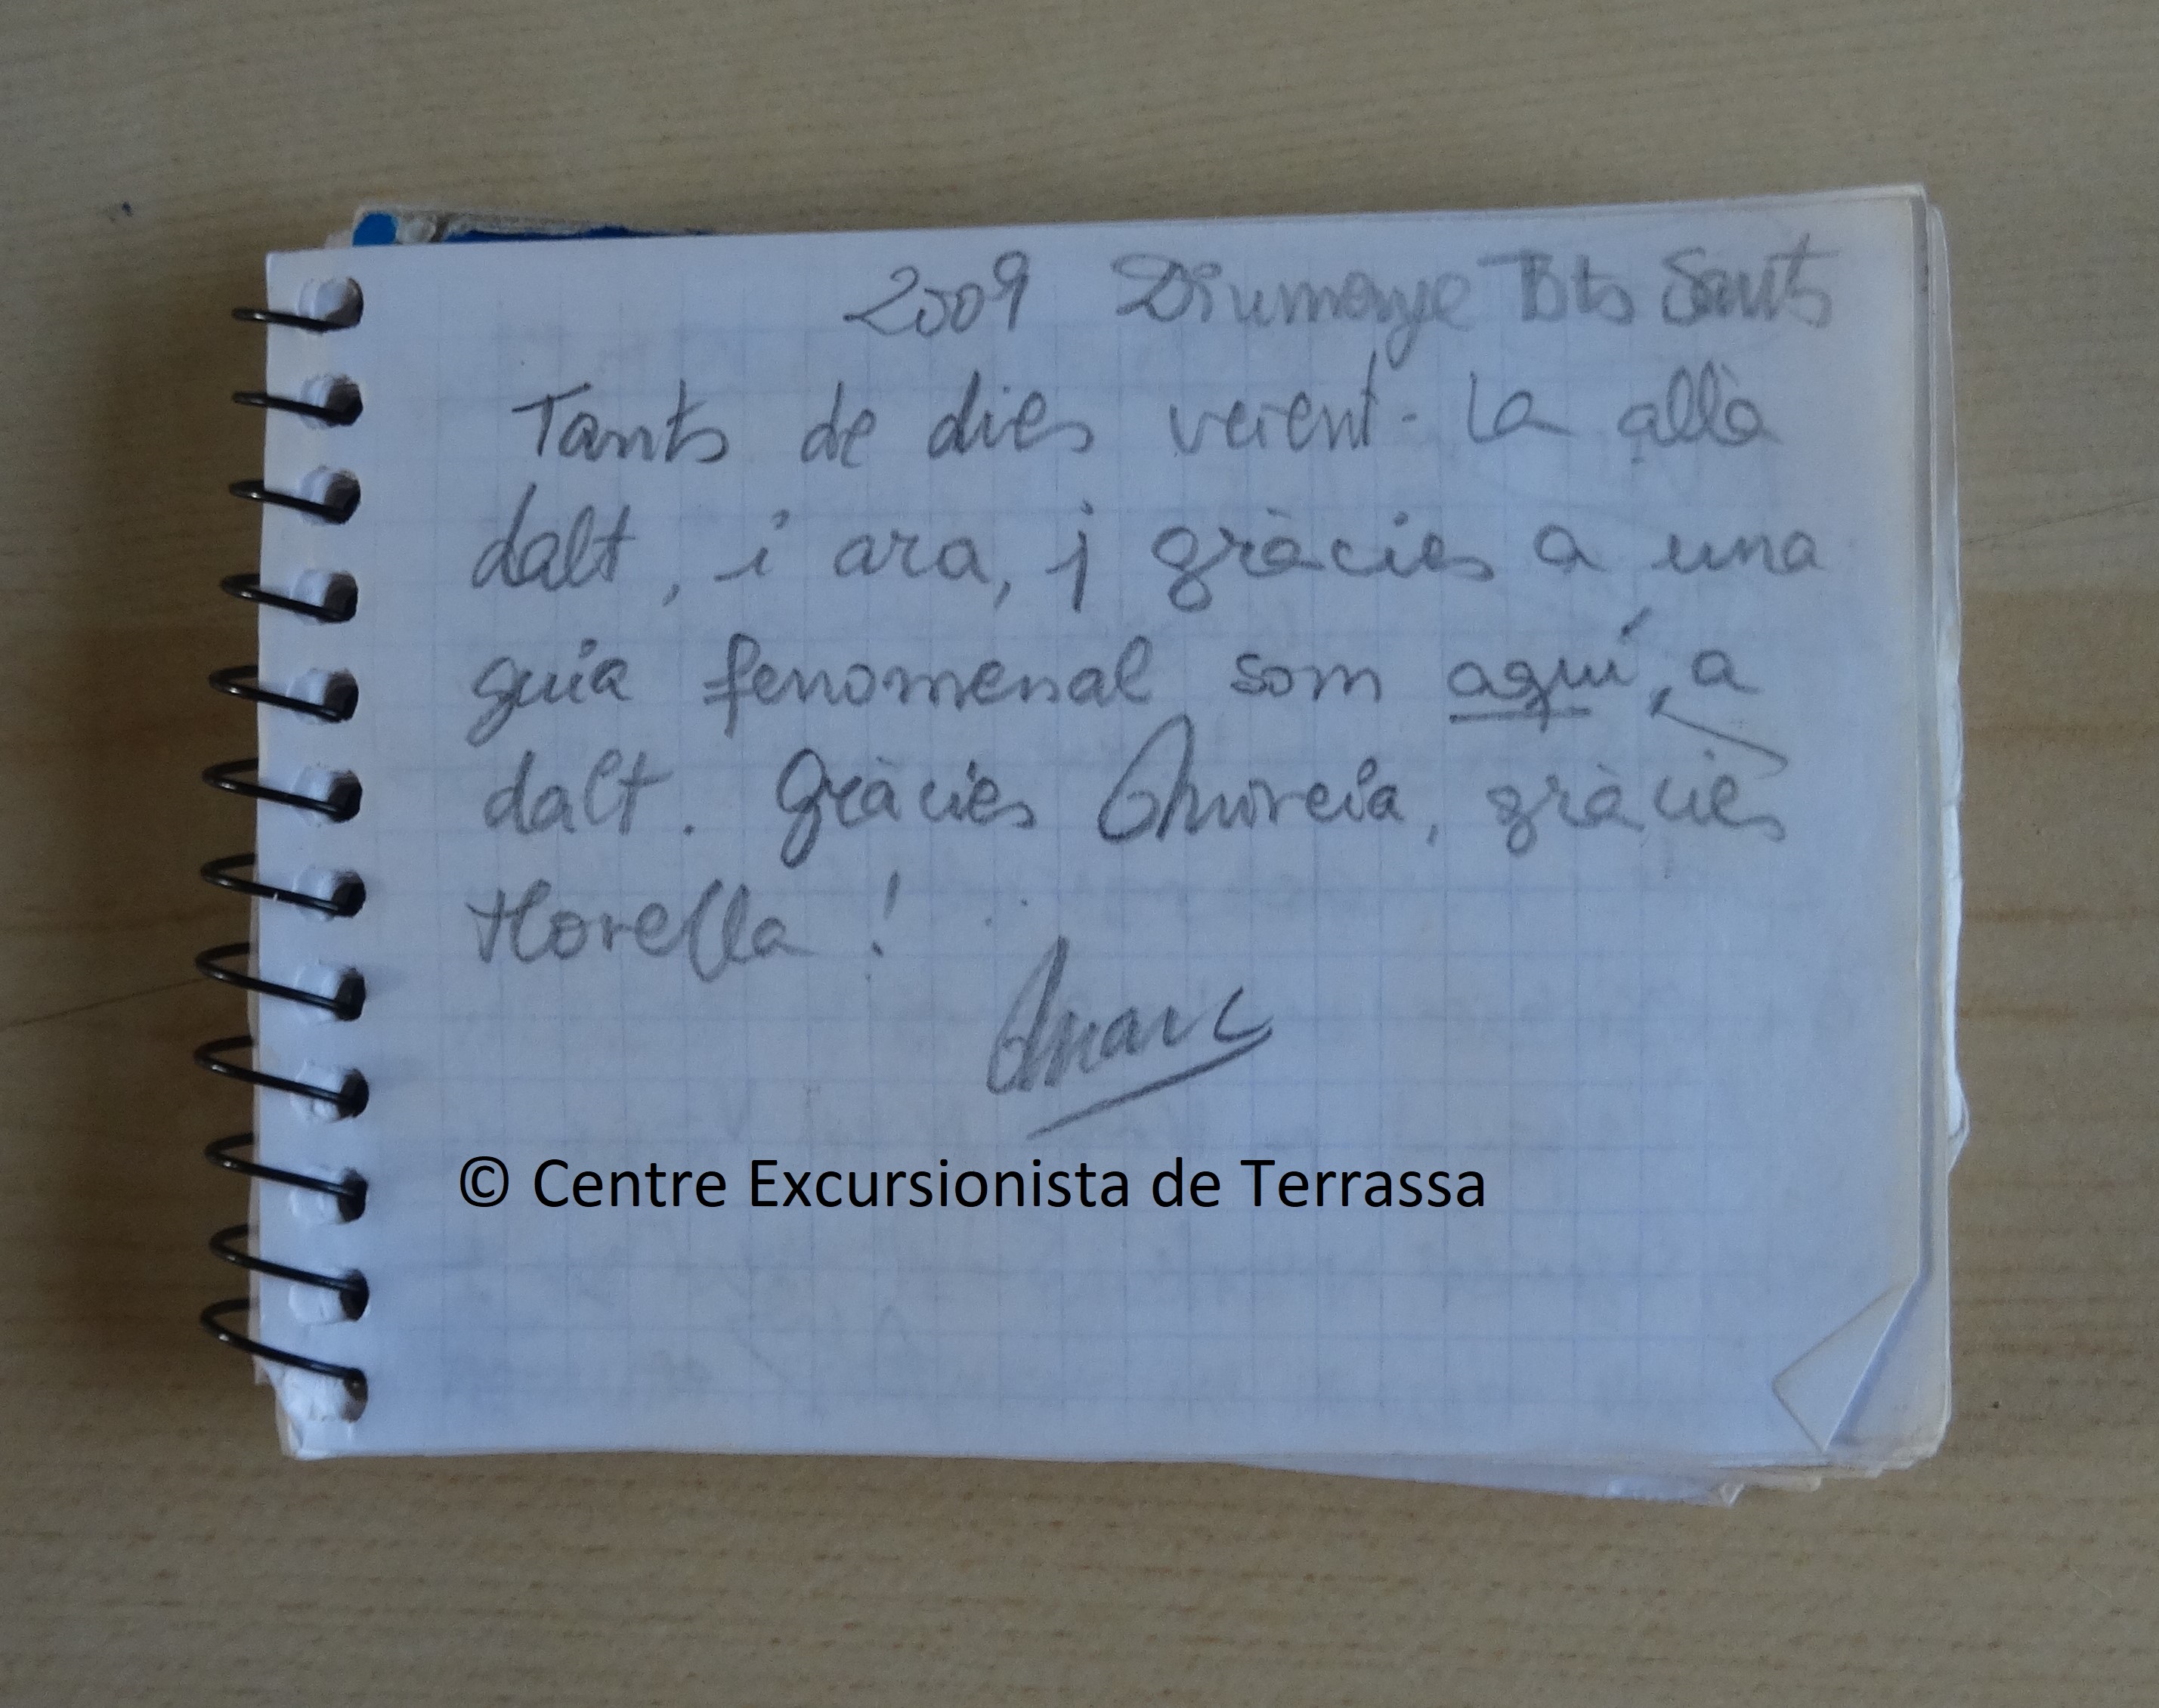 2009 Diumenge Tots Sants
Tants de dies veient-la allà
dalt, i ara, i gràcies a una
guia fenomenal som aquí, a
dalt. Gràcies Múrcia, gràcies
Morella!
Marc
© Centre Excursionista de Terrassa